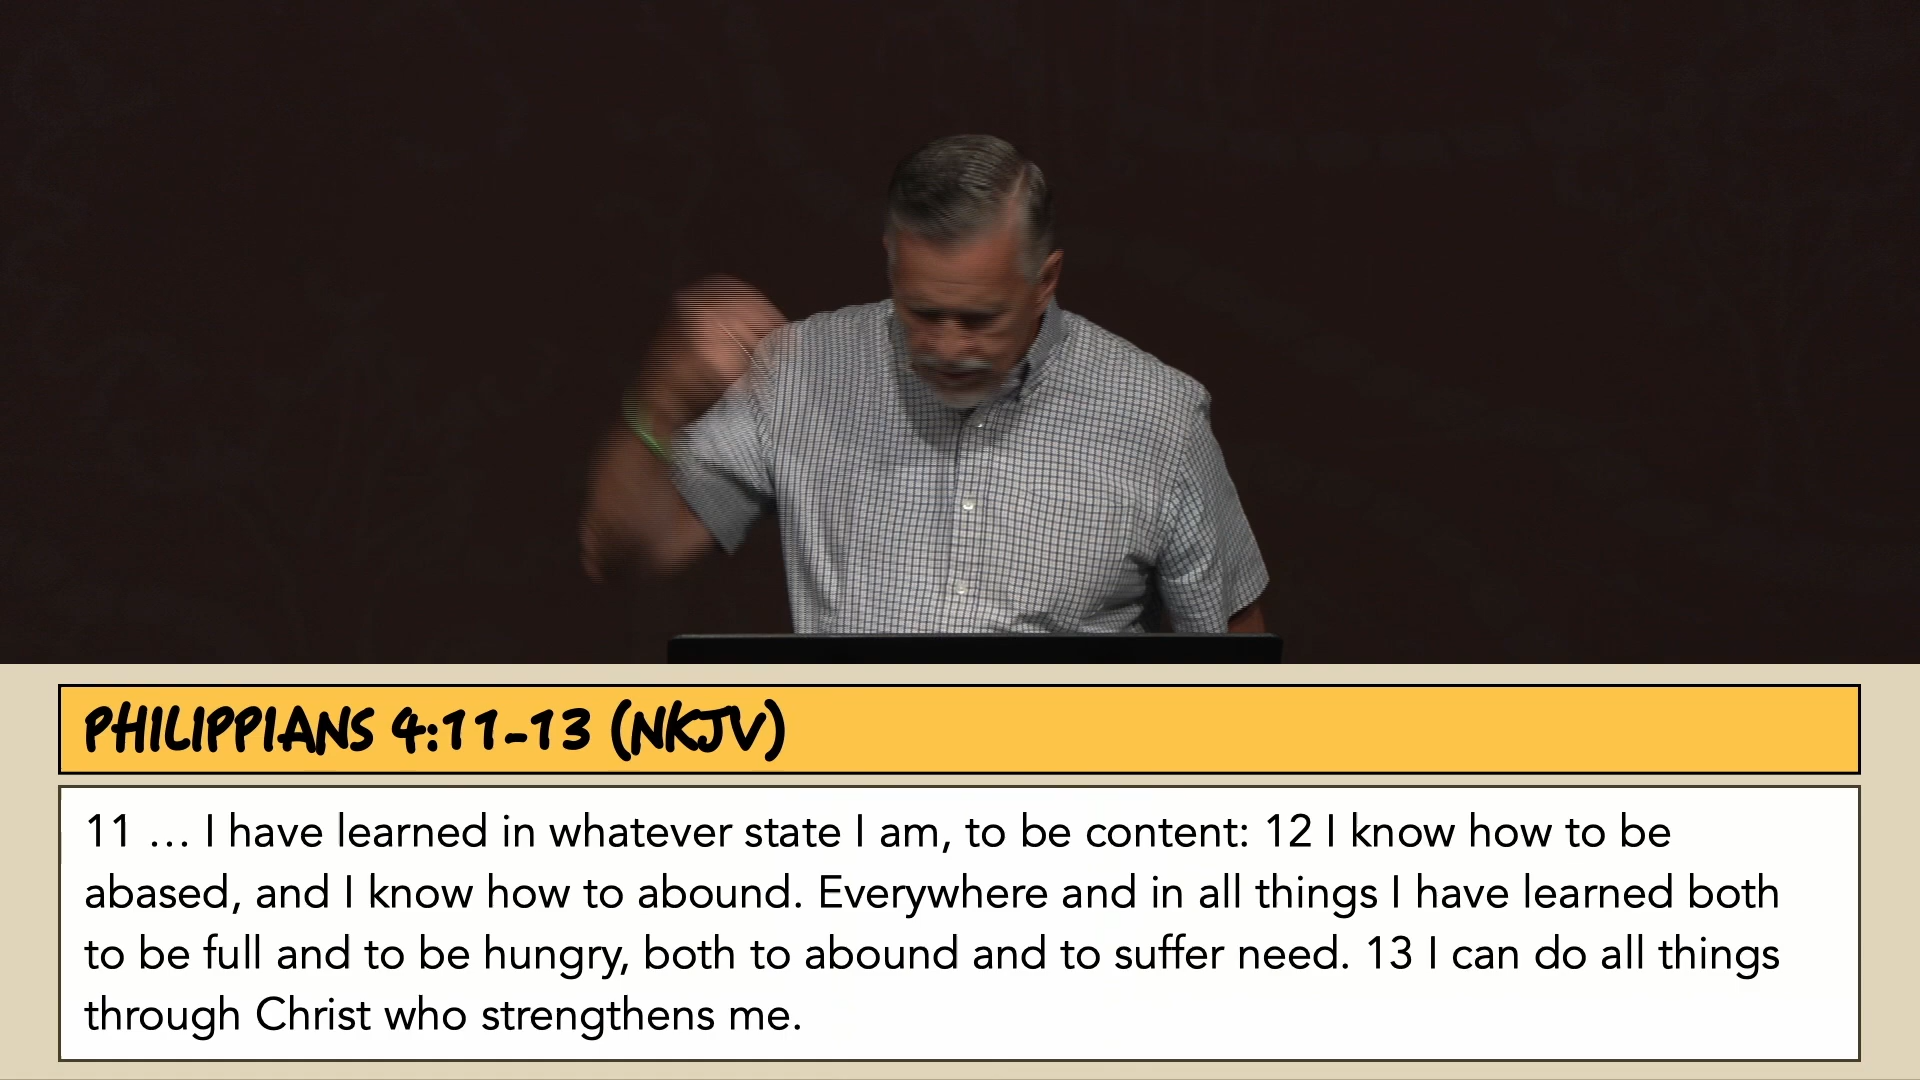 PHILIPPIANS 4:11-13 (NKJV)
11 … I have learned in whatever state I am, to be content: 12 I know how to be
abased, and I know how to abound. Everywhere and in all things I have learned both
to be full and to be hungry, both to abound and to suffer need. 13 I can do all things
through Christ who strengthens me.